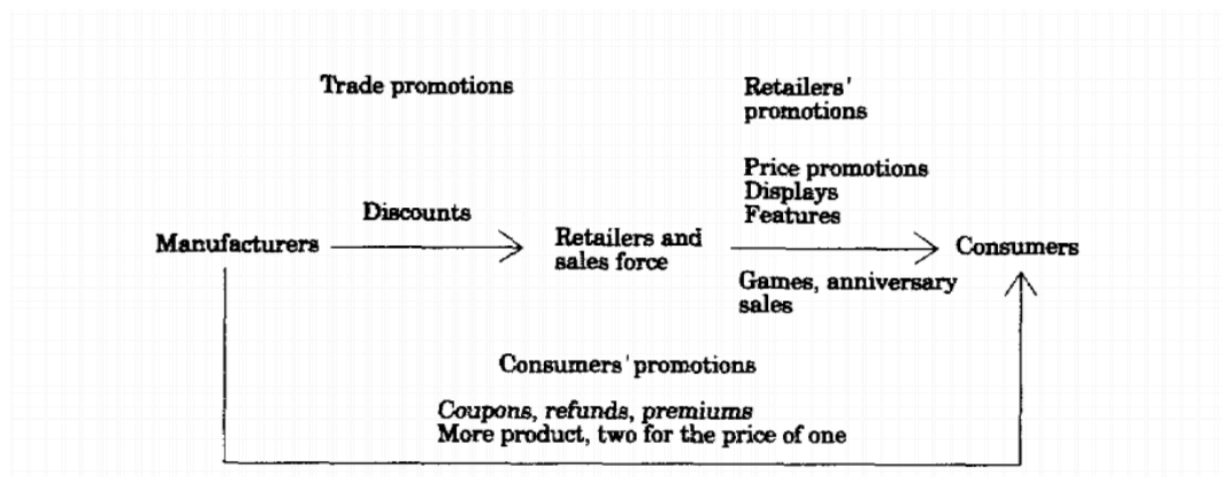 Trade promotions
Retailers'
promotions
Price promotions
Displays
Features
Discounts
Manufacturers
Retailers and
sales force
Consumers
Games, anniversary
sales
Consumers' promotions
Coupons, refunds, premiums
More product, two for the price of one